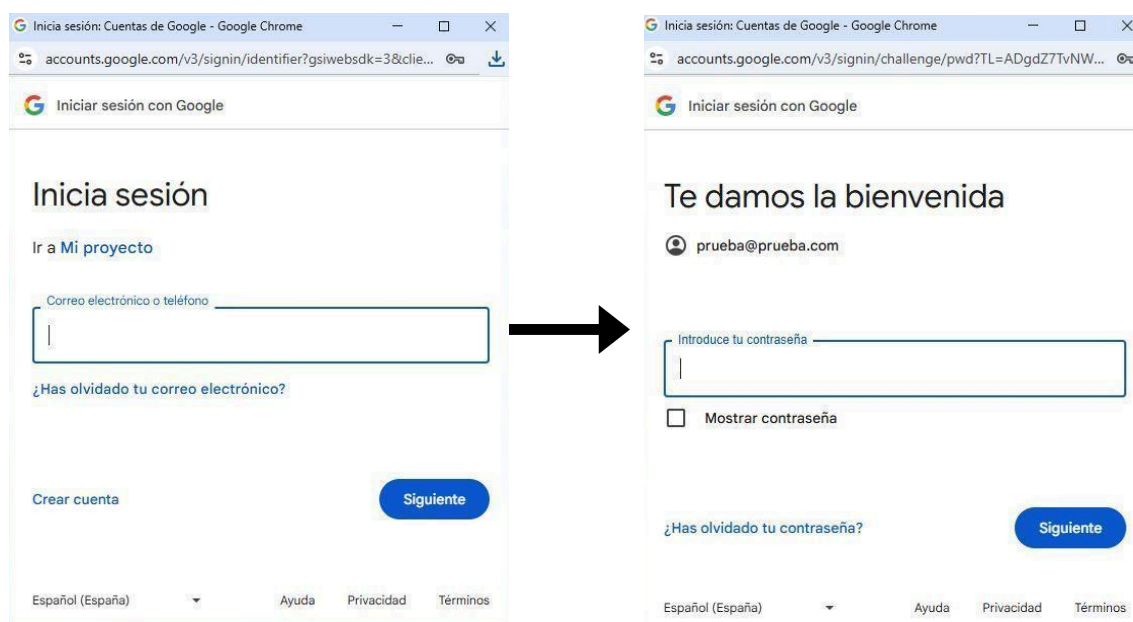 Inicia sesión: Cuentas de Google - Google Chrome
accounts.google.com/v3/signin/identifier?gsiwebsdk=3&clie...
Iniciar sesión con Google
Inicia sesión
Ir a Mi proyecto
Correo electrónico o teléfono
¿Has olvidado tu correo electrónico?
Crear cuenta
Siguiente
Español (España)
Ayuda
Privacidad
Términos
Inicia sesión: Cuentas de Google - Google Chrome
accounts.google.com/v3/signin/challenge/pwd?TL=ADgdZ7TvNW...
Iniciar sesión con Google
Te damos la bienvenida
prueba@prueba.com
Introduce tu contraseña
Mostrar contraseña
¿Has olvidado tu contraseña?
Siguiente
Español (España)
Ayuda
Privacidad
Términos